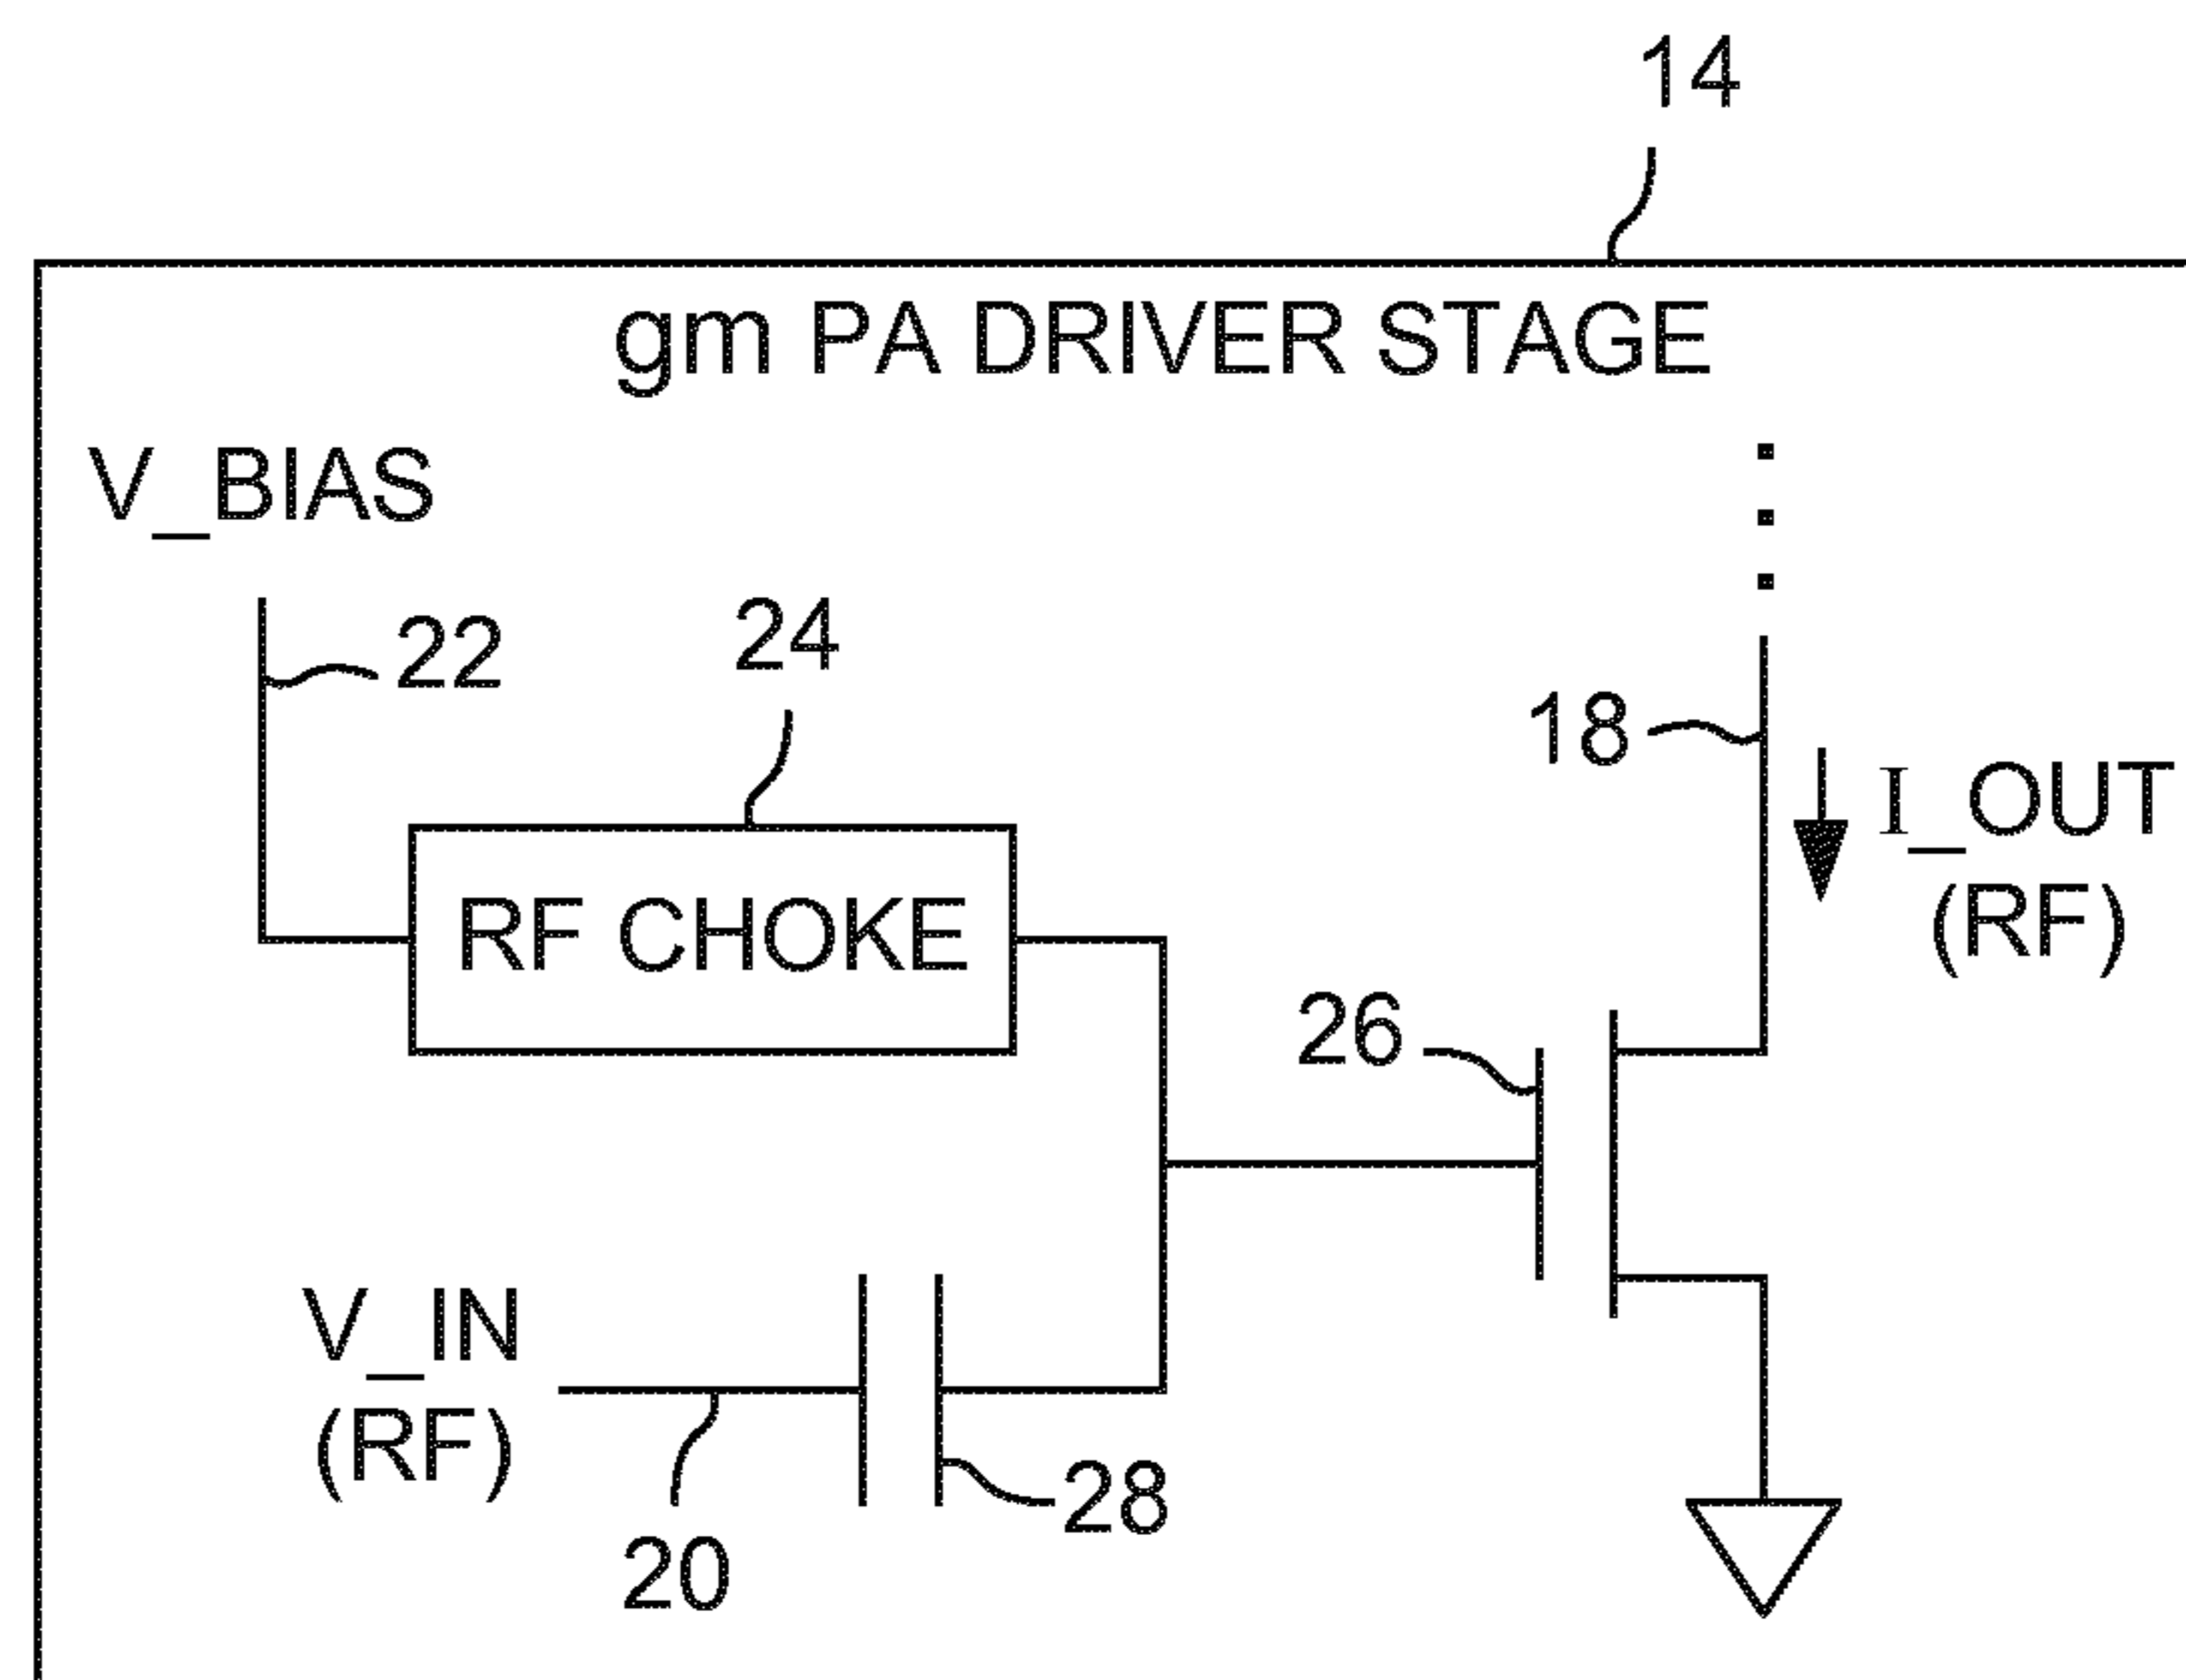 14
gm PA DRIVER STAGE
V_BIAS
22
24
18
I_OUT
(RF)
RF CHOKE
26
V_IN
(RF)
28
20